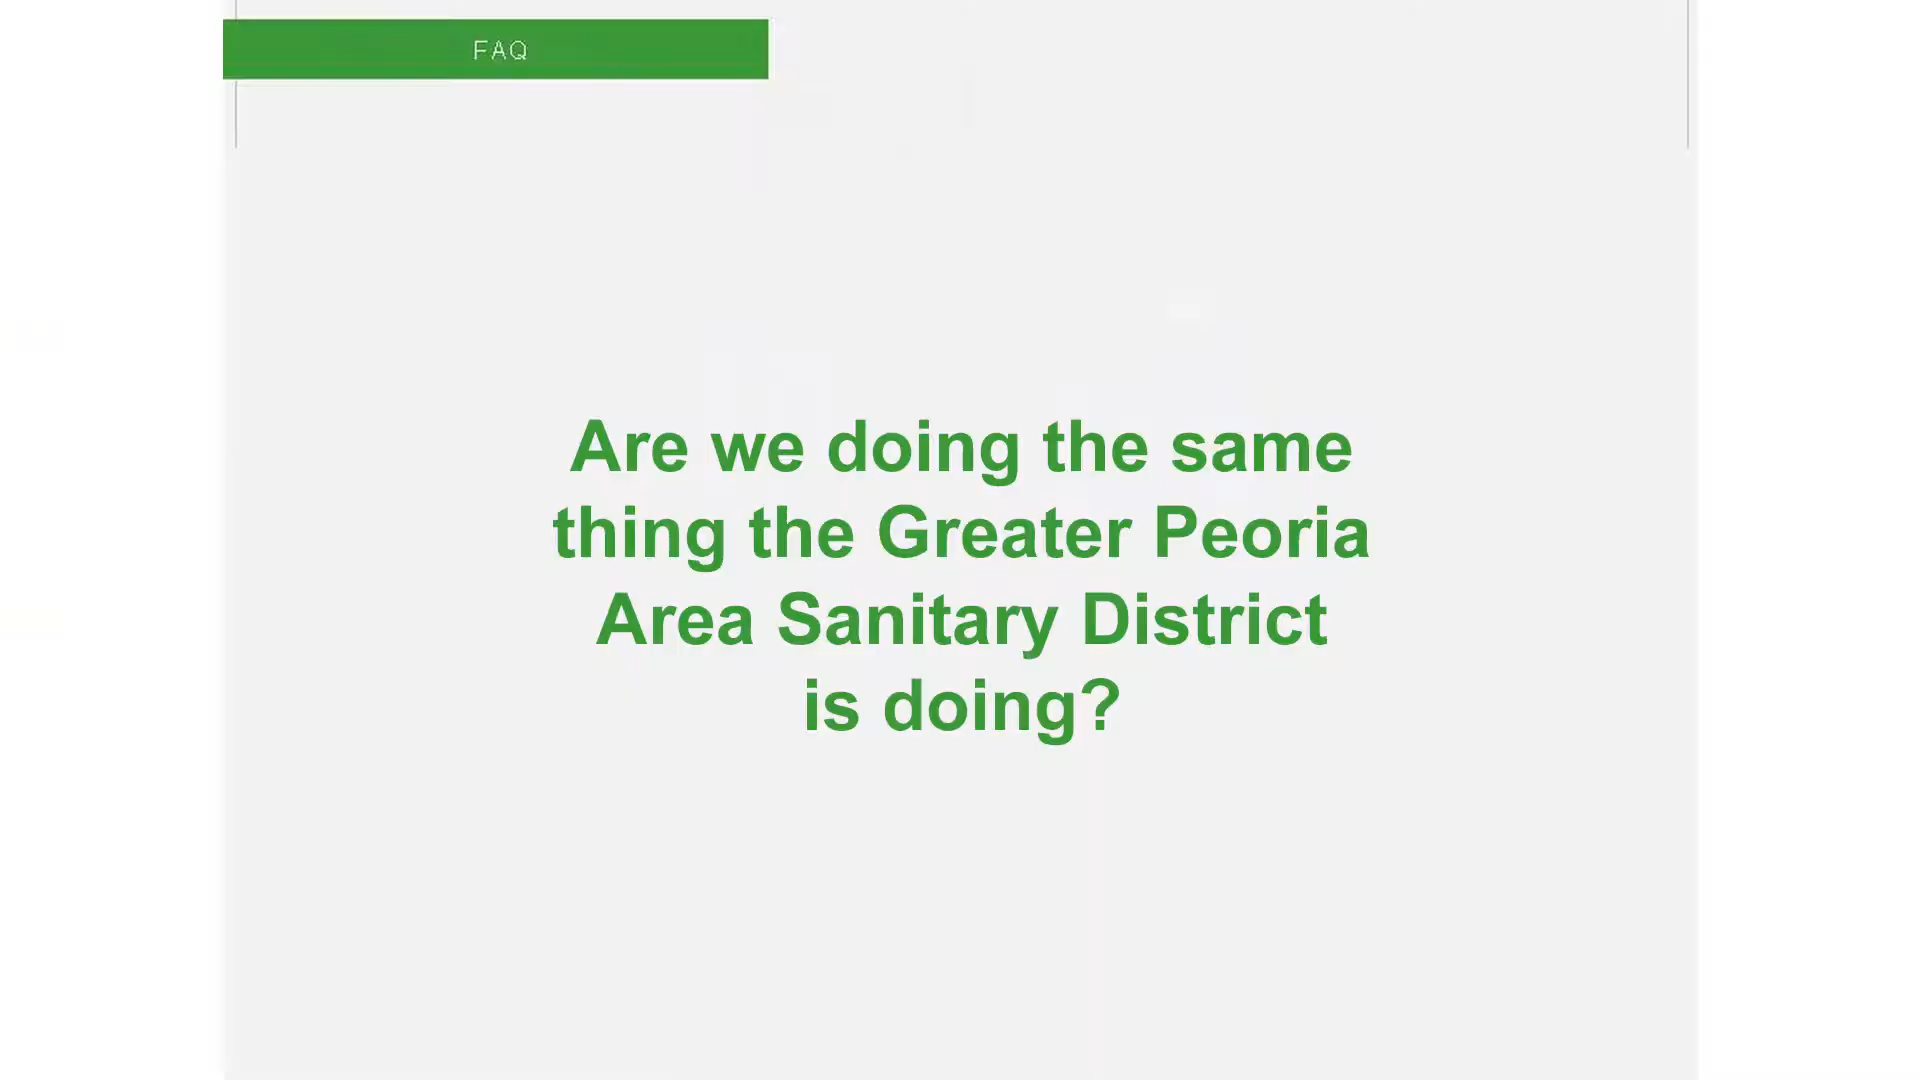 FAQ
Are we doing the same
thing the Greater Peoria
Area Sanitary District
is doing?